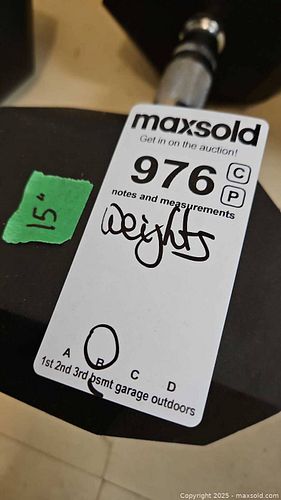 maxsold
Get in on the auction!
976 C
P
notes and measurements
Weights
15"
A B C D
1st 2nd 3rd bsmt garage outdoors
Copyright 2025 - maxsold.com